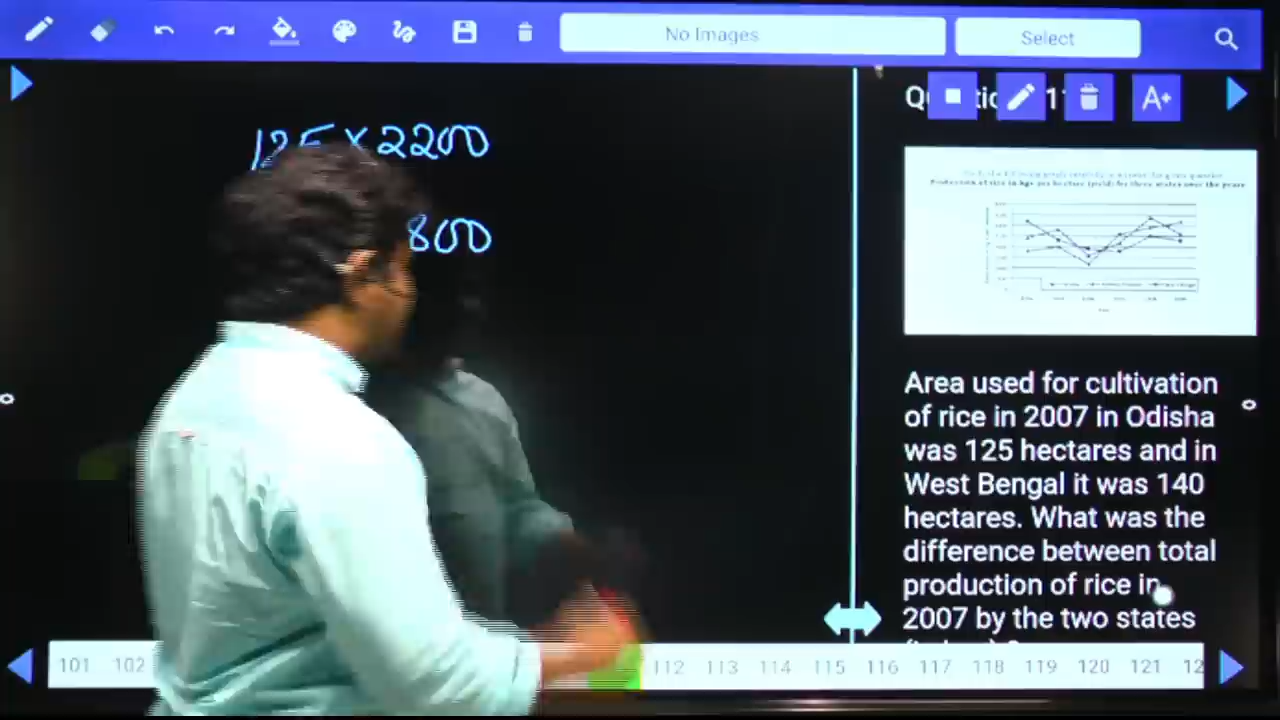 No Images
Select
A+
125 × 2200
800
Area used for cultivation
of rice in 2007 in Odisha
was 125 hectares and in
West Bengal it was 140
hectares. What was the
difference between total
production of rice in
2007 by the two states
101 102 112 113 114 115 116 117 118 119 120 121 12